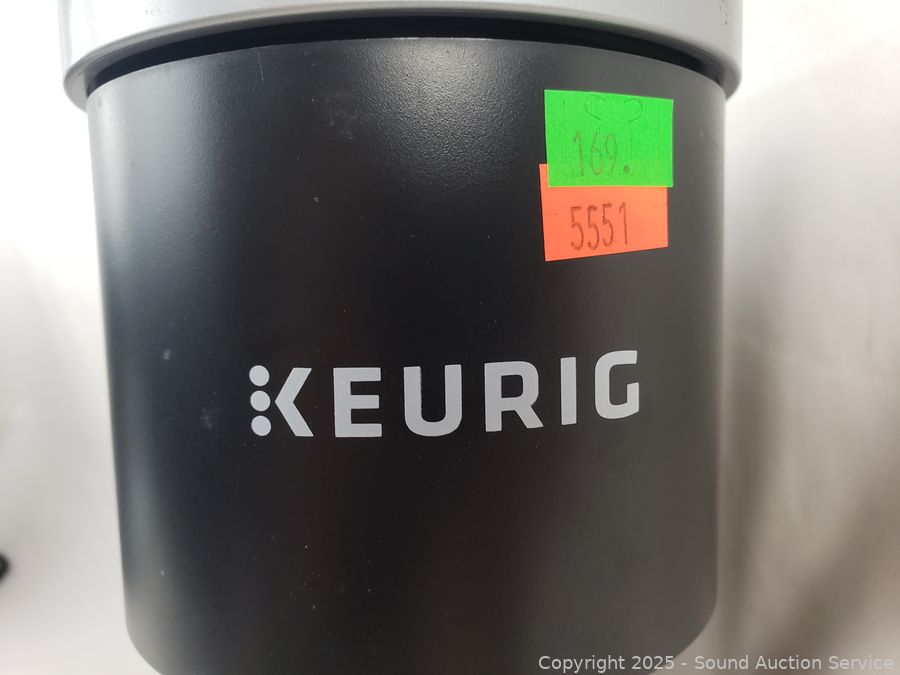 169.
5551
KEURIG
Copyright 2025 - Sound Auction Service